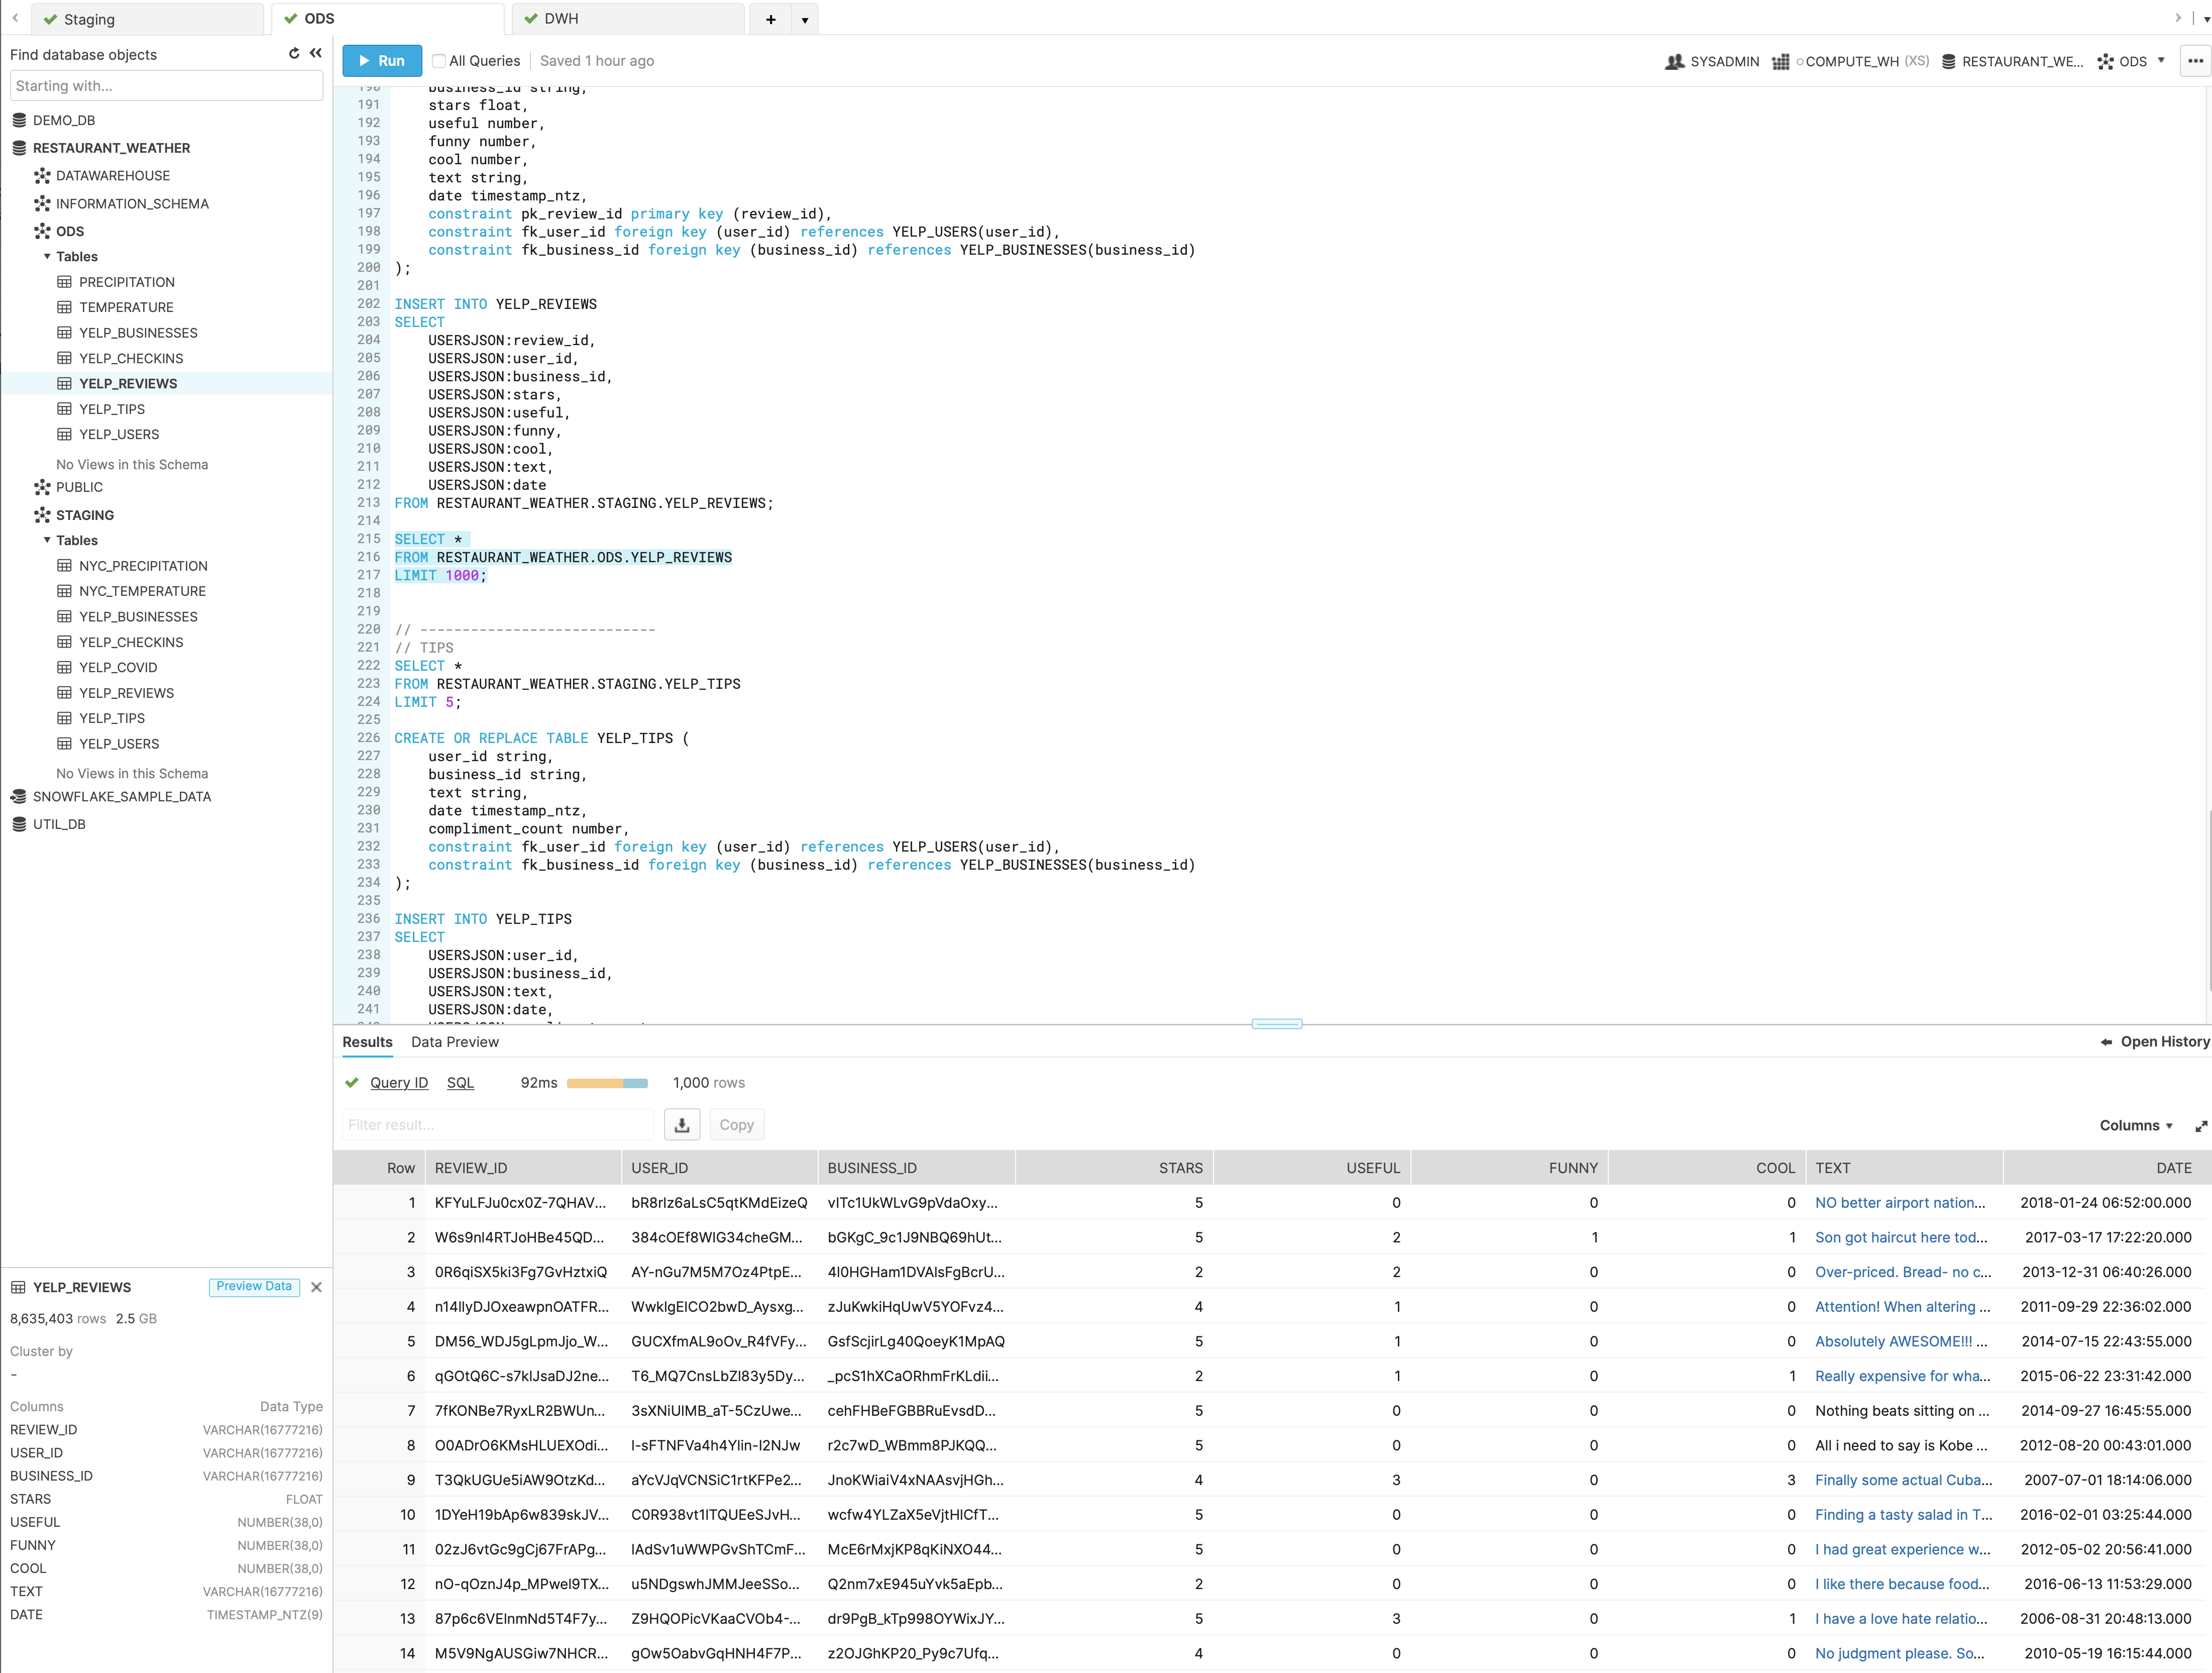 Staging
ODS
DWH
Find database objects
Starting with...
DEMO_DB
RESTAURANT_WEATHER
DATAWAREHOUSE
INFORMATION_SCHEMA
ODS
Tables
PRECIPITATION
TEMPERATURE
YELP_BUSINESSES
YELP_CHECKINS
YELP_REVIEWS
YELP_TIPS
YELP_USERS
No Views in this Schema
PUBLIC
STAGING
Tables
NYC_PRECIPITATION
NYC_TEMPERATURE
YELP_BUSINESSES
YELP_CHECKINS
YELP_COVID
YELP_REVIEWS
YELP_TIPS
YELP_USERS
No Views in this Schema
SNOWFLAKE_SAMPLE_DATA
UTIL_DB
YELP_REVIEWS Preview Data
8,635,403 rows 2.5 GB
Cluster by
-
Columns Data Type
REVIEW_ID VARCHAR(16777216)
USER_ID VARCHAR(16777216)
BUSINESS_ID VARCHAR(16777216)
STARS FLOAT
USEFUL NUMBER(38,0)
FUNNY NUMBER(38,0)
COOL NUMBER(38,0)
TEXT VARCHAR(16777216)
DATE TIMESTAMP_NTZ(9)
Run All Queries Saved 1 hour ago SYSADMIN COMPUTE_WH (XS) RESTAURANT_WE... ODS
190 business_id string,
191 stars float,
192 useful number,
193 funny number,
194 cool number,
195 text string,
196 date timestamp_ntz,
197 constraint pk_review_id primary key (review_id),
198 constraint fk_user_id foreign key (user_id) references YELP_USERS(user_id),
199 constraint fk_business_id foreign key (business_id) references YELP_BUSINESSES(business_id)
200 );
201
202 INSERT INTO YELP_REVIEWS
203 SELECT
204 USERSJSON:review_id,
205 USERSJSON:user_id,
206 USERSJSON:business_id,
207 USERSJSON:stars,
208 USERSJSON:useful,
209 USERSJSON:funny,
210 USERSJSON:cool,
211 USERSJSON:text,
212 USERSJSON:date
213 FROM RESTAURANT_WEATHER.STAGING.YELP_REVIEWS;
214
215 SELECT *
216 FROM RESTAURANT_WEATHER.ODS.YELP_REVIEWS
217 LIMIT 1000;
218
219
220 // ----------------------------
221 // TIPS
222 SELECT *
223 FROM RESTAURANT_WEATHER.STAGING.YELP_TIPS
224 LIMIT 5;
225
226 CREATE OR REPLACE TABLE YELP_TIPS (
227 user_id string,
228 business_id string,
229 text string,
230 date timestamp_ntz,
231 compliment_count number,
232 constraint fk_user_id foreign key (user_id) references YELP_USERS(user_id),
233 constraint fk_business_id foreign key (business_id) references YELP_BUSINESSES(business_id)
234 );
235
236 INSERT INTO YELP_TIPS
237 SELECT
238 USERSJSON:user_id,
239 USERSJSON:business_id,
240 USERSJSON:text,
241 USERSJSON:date,
Results Data Preview Open History
Query ID SQL 92ms 1,000 rows
Filter result... Copy Columns
Row REVIEW_ID USER_ID BUSINESS_ID STARS USEFUL FUNNY COOL TEXT DATE
1 KFYuLFJu0cx0Z-7QHAV... bR8rIz6aLsC5qtKMdEizeQ vITc1UkWLvG9pVdaOxy... 5 0 0 0 NO better airport nation... 2018-01-24 06:52:00.000
2 W6s9nI4RTJoHBe45QD... 384cOEf8WIG34cheGM... bGKgC_9c1J9NBQ69hUt... 5 2 1 1 Son got haircut here tod... 2017-03-17 17:22:20.000
3 0R6qiSX5ki3Fg7GvHztxiQ AY-nGu7M5M7Oz4PtpE... 4I0HGHam1DVAlsFgBcrU... 2 2 0 0 Over-priced. Bread- no c... 2013-12-31 06:40:26.000
4 n14IlyDJOxeawpnOATFR... WwklgEICO2bwD_Aysxg... zJuKwkiHqUwV5YOFvz4... 4 1 0 0 Attention! When altering ... 2011-09-29 22:36:02.000
5 DM56_WDJ5gLpmJjo_W... GUCXfmAL9oOv_R4fVFy... GsfScjirLg40QoeyK1MpAQ 5 1 0 0 Absolutely AWESOME!!! ... 2014-07-15 22:43:55.000
6 qGOtQ6C-s7kIJsaDJ2ne... T6_MQ7CnsLbZl83y5Dy... _pcS1hXCaORhmFrKLdii... 2 1 0 1 Really expensive for wha... 2015-06-22 23:31:42.000
7 7fKONBe7RyxLR2BWUn... 3sXNiUIMB_aT-5CzUwe... cehFHBeFGBBRuEvsdD... 5 0 0 0 Nothing beats sitting on ... 2014-09-27 16:45:55.000
8 O0ADrO6KMsHLUEXOdi... I-sFTNFVa4h4YIin-I2NJw r2c7wD_WBmm8PJKQQ... 5 0 0 0 All i need to say is Kobe ... 2012-08-20 00:43:01.000
9 T3QkUGUe5iAW9OtzKd... aYcVJqVCNSiC1rtKFPe2... JnoKWiaiV4xNAAsvjHGh... 4 3 0 3 Finally some actual Cuba... 2007-07-01 18:14:06.000
10 1DYeH19bAp6w839skJV... C0R938vt1ITQUEeSJvH... wcfw4YLZaX5eVjtHlCfT... 5 0 0 0 Finding a tasty salad in T... 2016-02-01 03:25:44.000
11 02zJ6vtGc9gCj67FrAPg... lAdSv1uWWPGvShTCmF... McE6rMxjKP8qKiNXO44... 5 0 0 0 I had great experience w... 2012-05-02 20:56:41.000
12 nO-qOznJ4p_MPwel9TX... u5NDgswhJMMJeeSSo... Q2nm7xE945uYvk5aEpb... 2 0 0 0 I like there because food... 2016-06-13 11:53:29.000
13 87p6c6VEInmNd5T4F7y... Z9HQOPicVKaaCVOb4-... dr9PgB_kTp998OYWixJY... 5 3 0 1 I have a love hate relatio... 2006-08-31 20:48:13.000
14 M5V9NgAUSGiw7NHCR... gOw5OabvGqHNH4F7P... z2OJGhKP20_Py9c7Ufq... 4 0 0 0 No judgment please. So... 2010-05-19 16:15:44.000